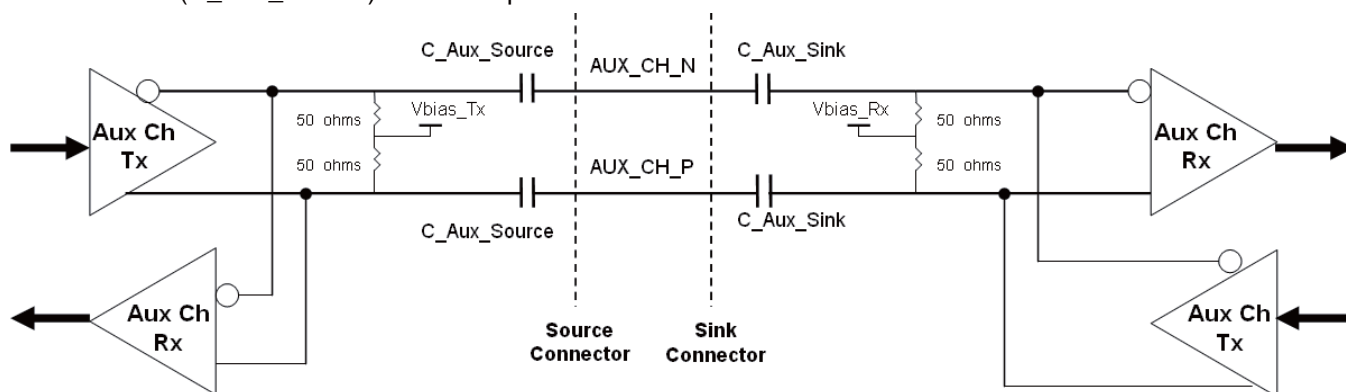 C_Aux_Source
C_Aux_Sink
AUX_CH_N
Vbias_Tx
Vbias_Rx
50 ohms
50 ohms
Aux Ch
Tx
50 ohms
50 ohms
Aux Ch
Rx
AUX_CH_P
C_Aux_Source
C_Aux_Sink
Aux Ch
Rx
Source
Connector
Sink
Connector
Aux Ch
Tx